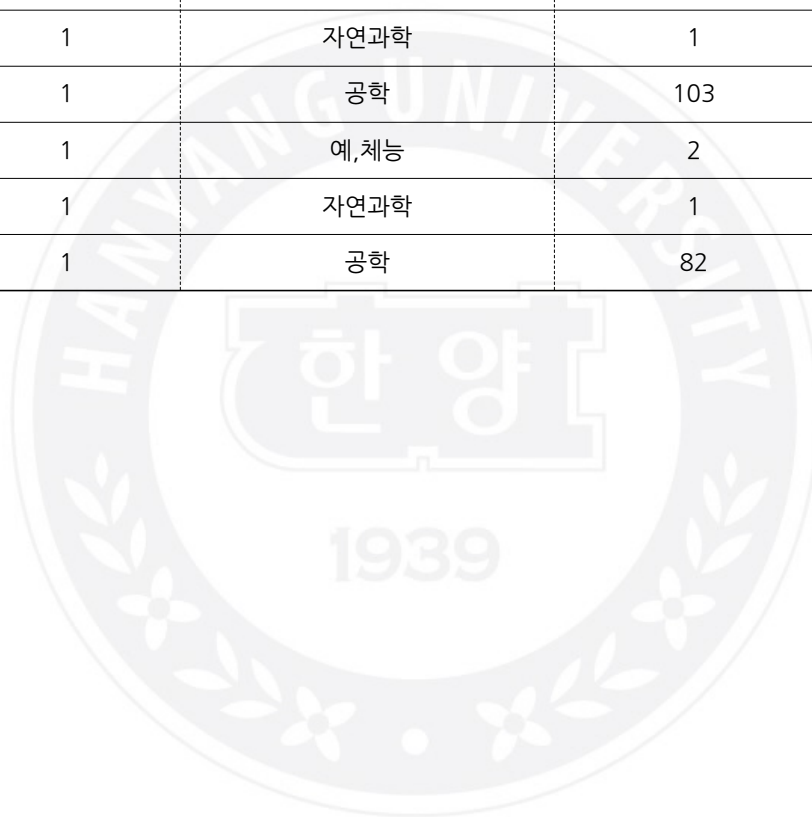 1 자연과학 1
1 공학 103
1 예,체능 2
1 자연과학 1
1 공학 82
HANYANG UNIVERSITY
한양
1939